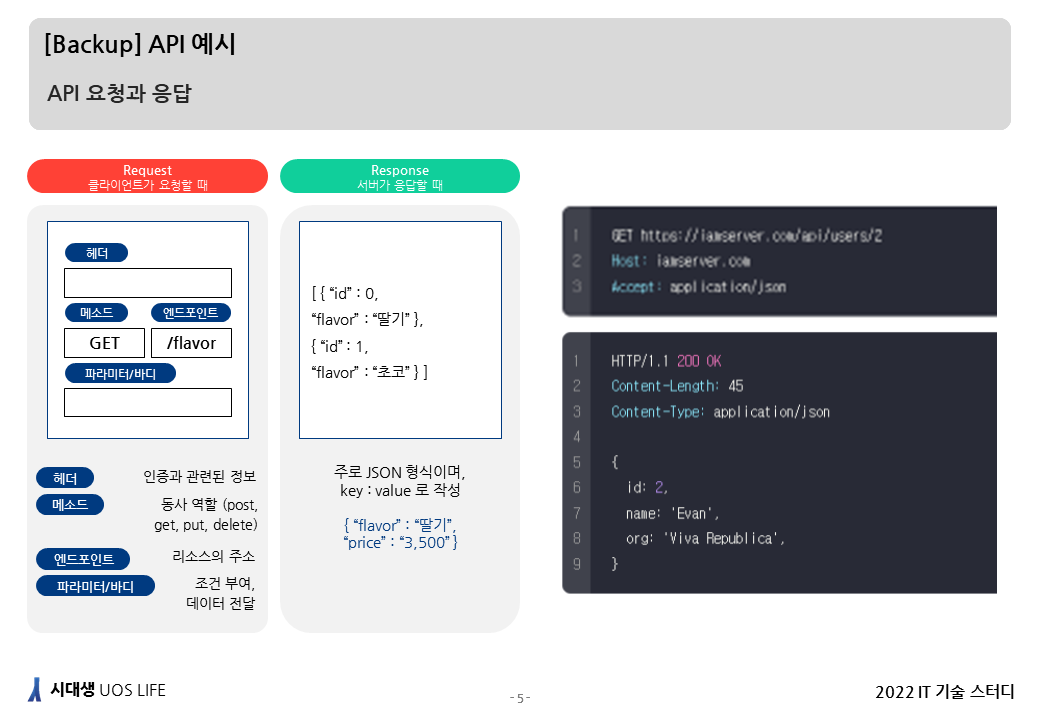 [Backup] API 예시
API 요청과 응답
Request
클라이언트가 요청할 때
헤더
메소드 엔드포인트
GET /flavor
파라미터/바디
헤더 인증과 관련된 정보
메소드 동사 역할 (post,
get, put, delete)
엔드포인트 리소스의 주소
파라미터/바디 조건 부여,
데이터 전달
Response
서버가 응답할 때
[ { “id” : 0,
“flavor” : “딸기” },
{ “id” : 1,
“flavor” : “초코” } ]
주로 JSON 형식이며,
key : value 로 작성
{ “flavor” : “딸기”,
“price” : “3,500” }
1 GET https://iamserver.com/api/users/2
2 Host: iamserver.com
3 Accept: application/json
1 HTTP/1.1 200 OK
2 Content-Length: 45
3 Content-Type: application/json
4
5 {
6 id: 2,
7 name: 'Evan',
8 org: 'Viva Republica',
9 }
시대생 UOS LIFE
- 5 -
2022 IT 기술 스터디